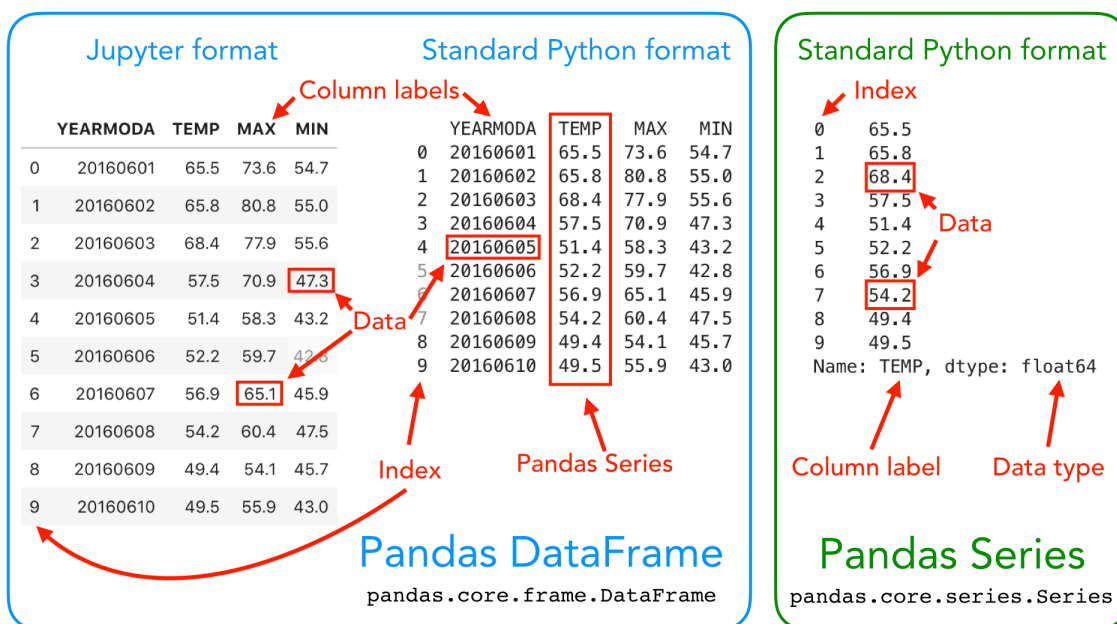 Jupyter format
Standard Python format
Column labels
YEARMODA TEMP MAX MIN
0 20160601 65.5 73.6 54.7
1 20160602 65.8 80.8 55.0
2 20160603 68.4 77.9 55.6
3 20160604 57.5 70.9 47.3
4 20160605 51.4 58.3 43.2
5 20160606 52.2 59.7 42.8
6 20160607 56.9 65.1 45.9
7 20160608 54.2 60.4 47.5
8 20160609 49.4 54.1 45.7
9 20160610 49.5 55.9 43.0
YEARMODA TEMP MAX MIN
0 20160601 65.5 73.6 54.7
1 20160602 65.8 80.8 55.0
2 20160603 68.4 77.9 55.6
3 20160604 57.5 70.9 47.3
4 20160605 51.4 58.3 43.2
5 20160606 52.2 59.7 42.8
6 20160607 56.9 65.1 45.9
7 20160608 54.2 60.4 47.5
8 20160609 49.4 54.1 45.7
9 20160610 49.5 55.9 43.0
Data
Index
Pandas Series
Pandas DataFrame
pandas.core.frame.DataFrame
Standard Python format
Index
0 65.5
1 65.8
2 68.4
3 57.5
4 51.4
5 52.2
6 56.9
7 54.2
8 49.4
9 49.5
Name: TEMP, dtype: float64
Data
Column label
Data type
Pandas Series
pandas.core.series.Series